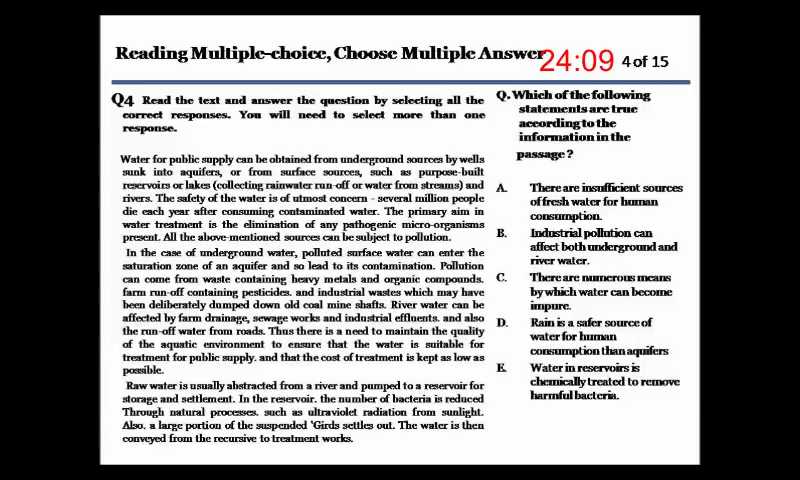 Reading Multiple-choice, Choose Multiple Answer
24:09
4 of 15
Q4 Read the text and answer the question by selecting all the
correct responses. You will need to select more than one
response.
Water for public supply can be obtained from underground sources by wells
sunk into aquifers, or from surface sources, such as purpose-built
reservoirs or lakes (collecting rainwater run-off or water from streams) and
rivers. The safety of the water is of utmost concern - several million people
die each year after consuming contaminated water. The primary aim in
water treatment is the elimination of any pathogenic micro-organisms
present. All the above-mentioned sources can be subject to pollution.
In the case of underground water, polluted surface water can enter the
saturation zone of an aquifer and so lead to its contamination. Pollution
can come from waste containing heavy metals and organic compounds.
farm run-off containing pesticides. and industrial wastes which may have
been deliberately dumped down old coal mine shafts. River water can be
affected by farm drainage, sewage works and industrial effluents. and also
the run-off water from roads. Thus there is a need to maintain the quality
of the aquatic environment to ensure that the water is suitable for
treatment for public supply. and that the cost of treatment is kept as low as
possible.
Raw water is usually abstracted from a river and pumped to a reservoir for
storage and settlement. In the reservoir. the number of bacteria is reduced
Through natural processes. such as ultraviolet radiation from sunlight.
Also. a large portion of the suspended 'Girds settles out. The water is then
conveyed from the recursive to treatment works.
Q. Which of the following
statements are true
according to the
information in the
passage ?
A. There are insufficient sources
of fresh water for human
consumption.
B. Industrial pollution can
affect both underground and
river water.
C. There are numerous means
by which water can become
impure.
D. Rain is a safer source of
water for human
consumption than aquifers
E. Water in reservoirs is
chemically treated to remove
harmful bacteria.